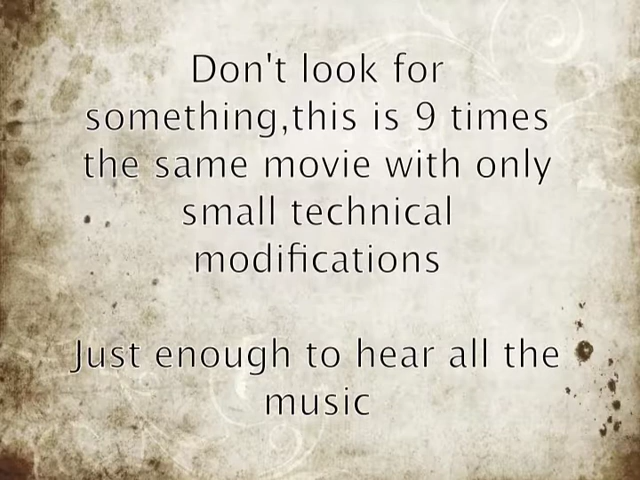 Don't look for
something,this is 9 times
the same movie with only
small technical
modifications
Just enough to hear all the
music